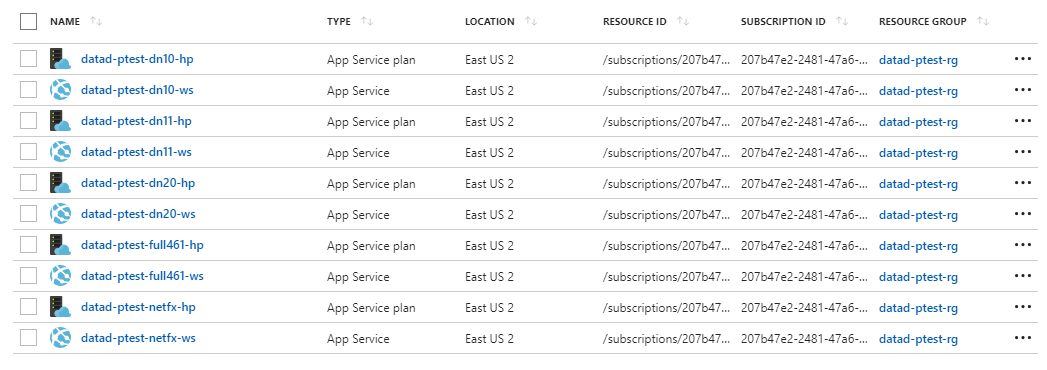 NAME TYPE LOCATION RESOURCE ID SUBSCRIPTION ID RESOURCE GROUP
datad-ptest-dn10-hp App Service plan East US 2 /subscriptions/207b47... 207b47e2-2481-47a6-... datad-ptest-rg
datad-ptest-dn10-ws App Service East US 2 /subscriptions/207b47... 207b47e2-2481-47a6-... datad-ptest-rg
datad-ptest-dn11-hp App Service plan East US 2 /subscriptions/207b47... 207b47e2-2481-47a6-... datad-ptest-rg
datad-ptest-dn11-ws App Service East US 2 /subscriptions/207b47... 207b47e2-2481-47a6-... datad-ptest-rg
datad-ptest-dn20-hp App Service plan East US 2 /subscriptions/207b47... 207b47e2-2481-47a6-... datad-ptest-rg
datad-ptest-dn20-ws App Service East US 2 /subscriptions/207b47... 207b47e2-2481-47a6-... datad-ptest-rg
datad-ptest-full461-hp App Service plan East US 2 /subscriptions/207b47... 207b47e2-2481-47a6-... datad-ptest-rg
datad-ptest-full461-ws App Service East US 2 /subscriptions/207b47... 207b47e2-2481-47a6-... datad-ptest-rg
datad-ptest-netfx-hp App Service plan East US 2 /subscriptions/207b47... 207b47e2-2481-47a6-... datad-ptest-rg
datad-ptest-netfx-ws App Service East US 2 /subscriptions/207b47... 207b47e2-2481-47a6-... datad-ptest-rg